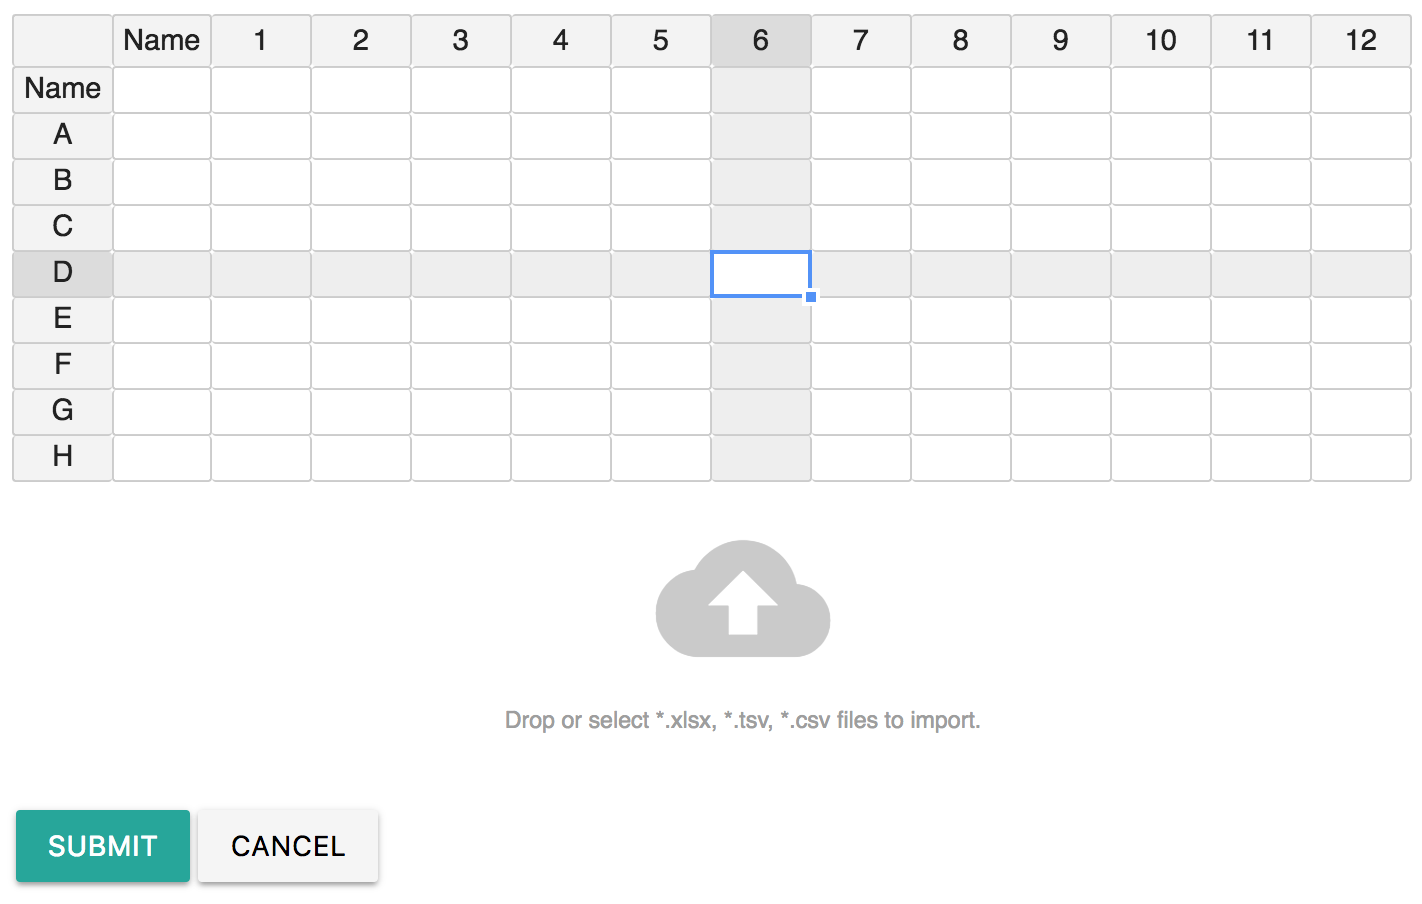 Name 1 2 3 4 5 6 7 8 9 10 11 12
Name
A
B
C
D
E
F
G
H
Drop or select *.xlsx, *.tsv, *.csv files to import.
SUBMIT CANCEL